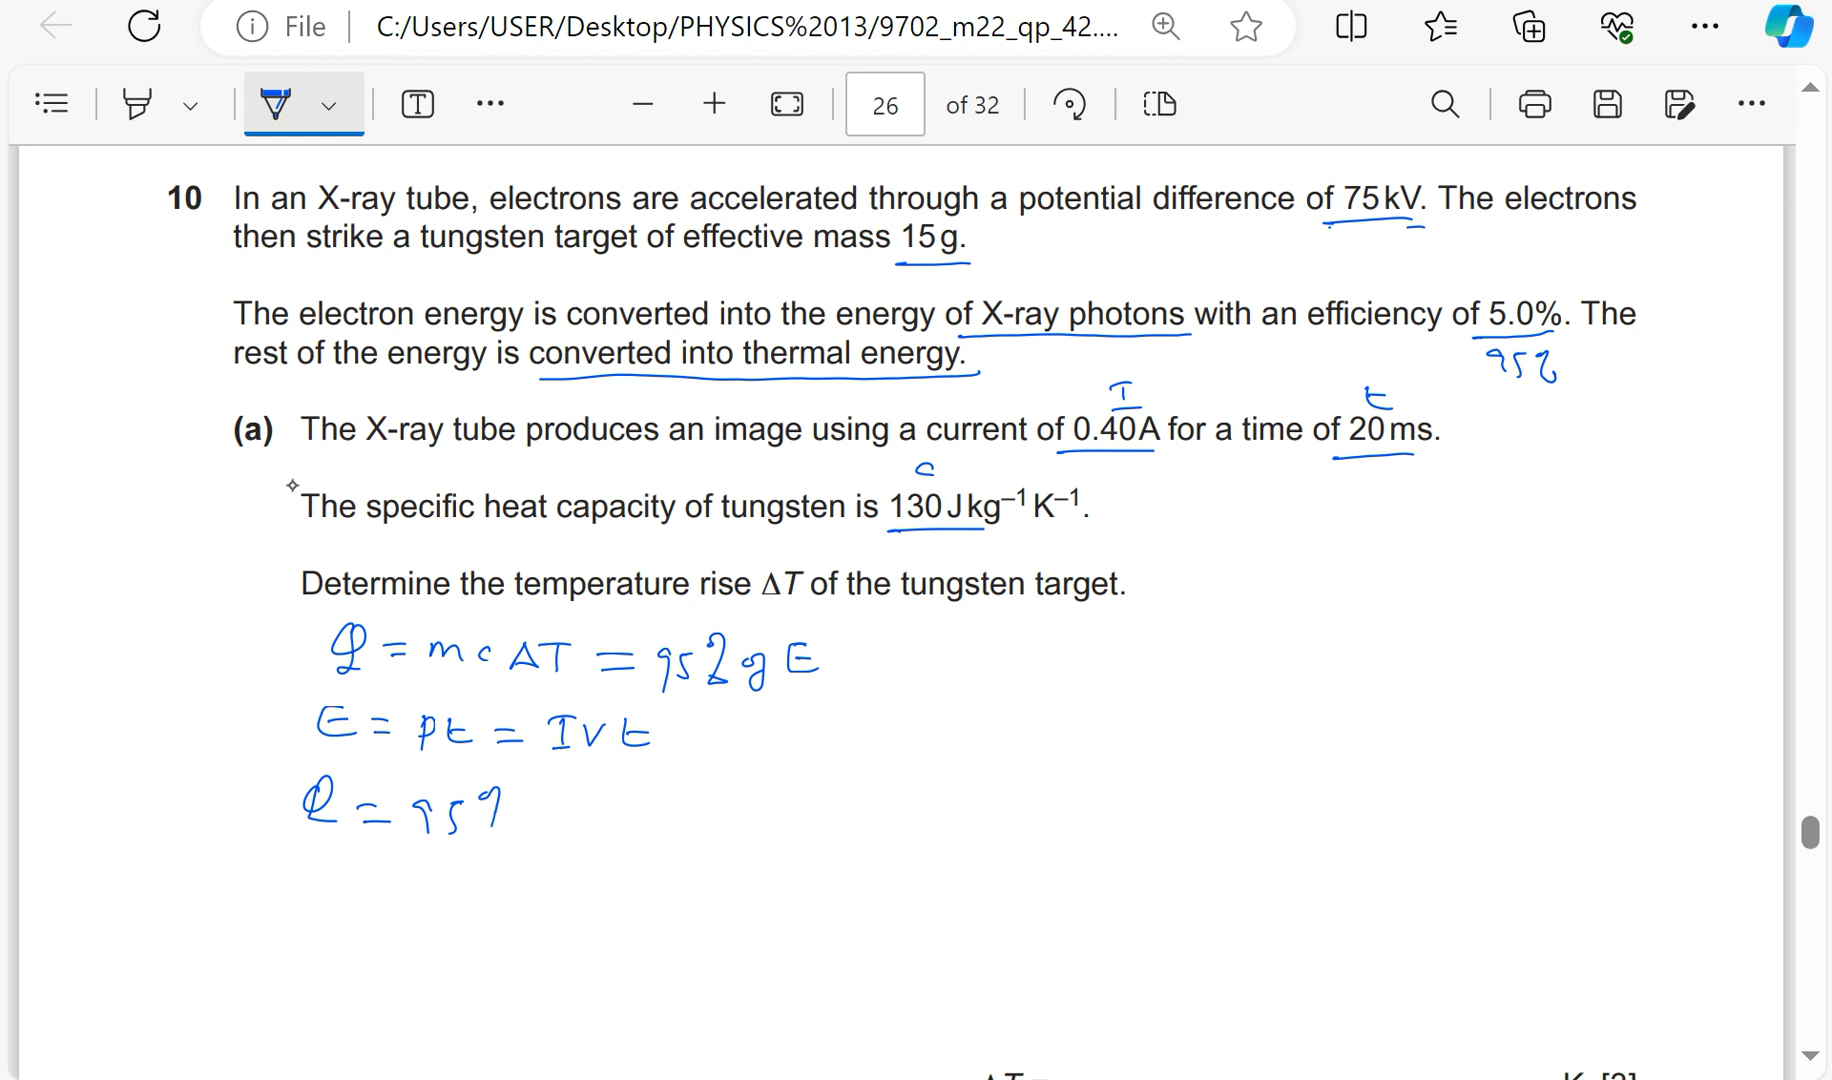 File C:/Users/USER/Desktop/PHYSICS%2013/9702_m22_qp_42....
26 of 32
10 In an X-ray tube, electrons are accelerated through a potential difference of 75 kV. The electrons
then strike a tungsten target of effective mass 15 g.
The electron energy is converted into the energy of X-ray photons with an efficiency of 5.0%. The
rest of the energy is converted into thermal energy.
95%
I t
(a) The X-ray tube produces an image using a current of 0.40 A for a time of 20 ms.
c
The specific heat capacity of tungsten is 130 J kg⁻¹ K⁻¹.
Determine the temperature rise ΔT of the tungsten target.
Q = mcΔT = 95% of E
E = Pt = IVt
Q = 959